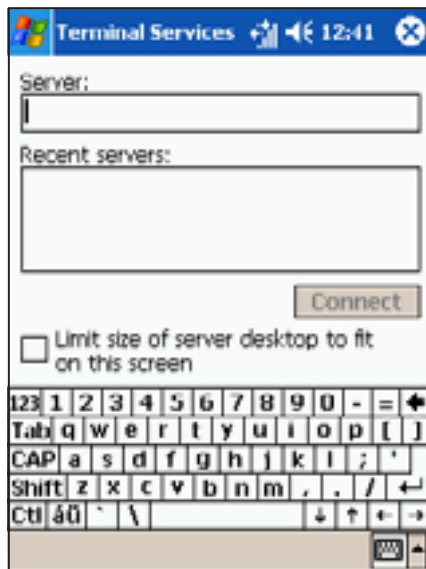 Terminal Services 12:41
Server:
Recent servers:
Connect
Limit size of server desktop to fit
on this screen
123 1 2 3 4 5 6 7 8 9 0 - =
Tab q w e r t y u i o p [ ]
CAP a s d f g h j k l ; '
Shift z x c v b n m , . /
Ctl áü ` \